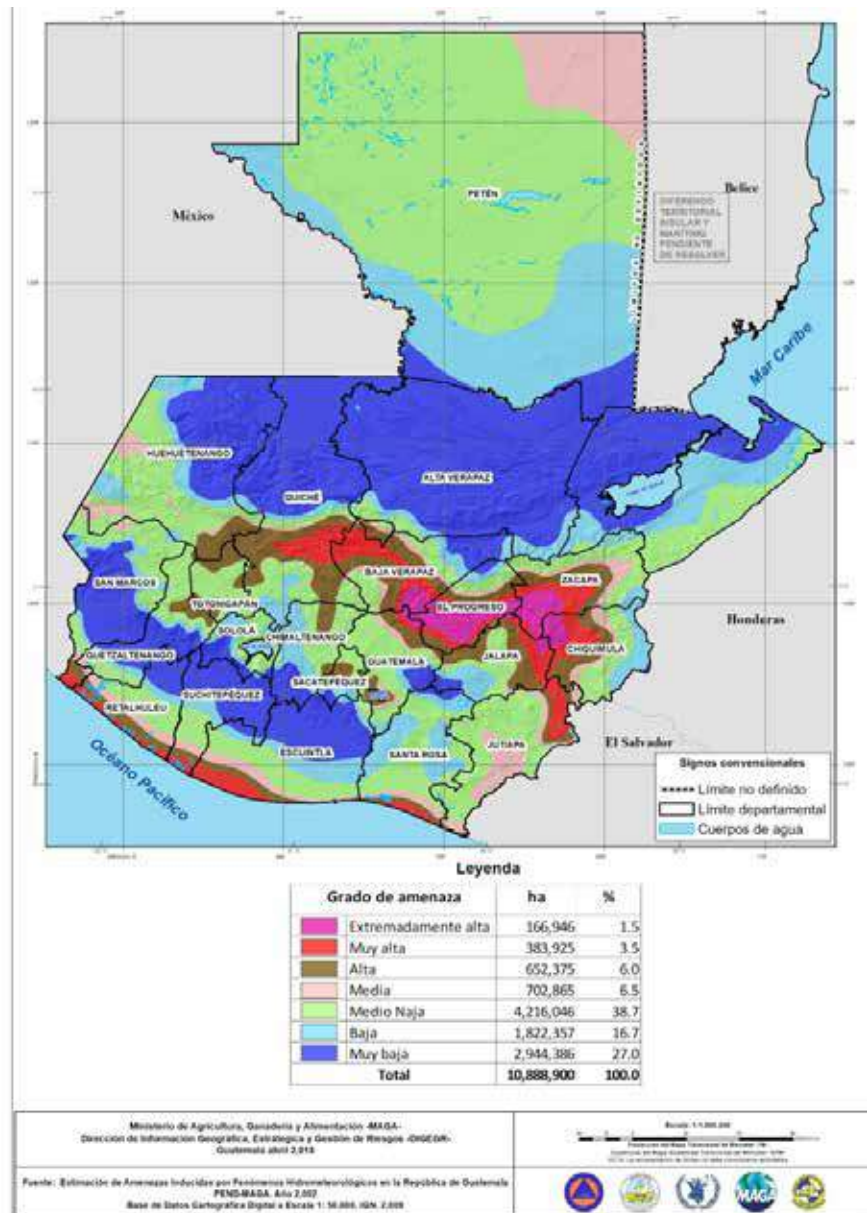 México
Belice
PETÉN
DIFERENDO
TERRITORIAL
INSULAR Y
MARÍTIMO
PENDIENTE
DE RESOLVER
Mar Caribe
HUEHUETENANGO
QUICHÉ
ALTA VERAPAZ
SAN MARCOS
BAJA VERAPAZ
ZACAPA
TOTONICAPÁN
EL PROGRESO
Honduras
SOLOLÁ
CHIMALTENANGO
QUETZALTENANGO
GUATEMALA
JALAPA
CHIQUIMULA
SACATEPÉQUEZ
SUCHITEPÉQUEZ
RETALHULEU
El Salvador
ESCUINTLA
SANTA ROSA
JUTIAPA
Océano Pacífico
Signos convencionales
Límite no definido
Límite departamental
Cuerpos de agua
Leyenda
Grado de amenaza ha %
Extremadamente alta 166,946 1.5
Muy alta 383,925 3.5
Alta 652,375 6.0
Media 702,865 6.5
Medio Naja 4,216,046 38.7
Baja 1,822,357 16.7
Muy baja 2,944,386 27.0
Total 10,888,900 100.0
Ministerio de Agricultura, Ganadería y Alimentación -MAGA-
Dirección de Información Geográfica, Estratégica y Gestión de Riesgos -DIGEGR-
Guatemala abril 2,010
Fuente: Estimación de Amenazas Inducidas por Fenómenos Hidrometeorológicos en la República de Guatemala
PEND-MAGA. Año 2,002
Base de Datos Cartográfica Digital a Escala 1: 50,000, IGN. 2,009
MAGA